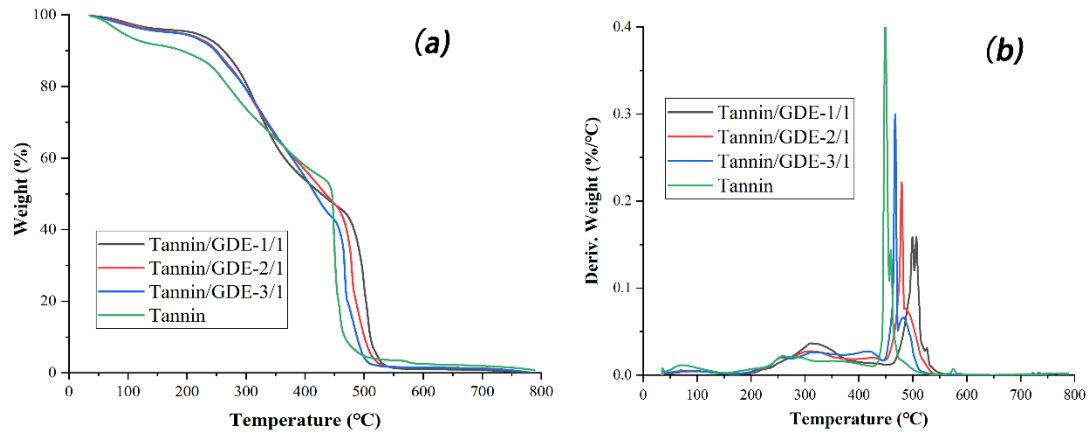 (a)
100
80
60
40
20
0
Weight (%)
Tannin/GDE-1/1
Tannin/GDE-2/1
Tannin/GDE-3/1
Tannin
0 100 200 300 400 500 600 700 800
Temperature (℃)
(b)
0.4
0.3
0.2
0.1
0.0
Deriv. Weight (%/℃)
Tannin/GDE-1/1
Tannin/GDE-2/1
Tannin/GDE-3/1
Tannin
0 100 200 300 400 500 600 700 800
Temperature (℃)